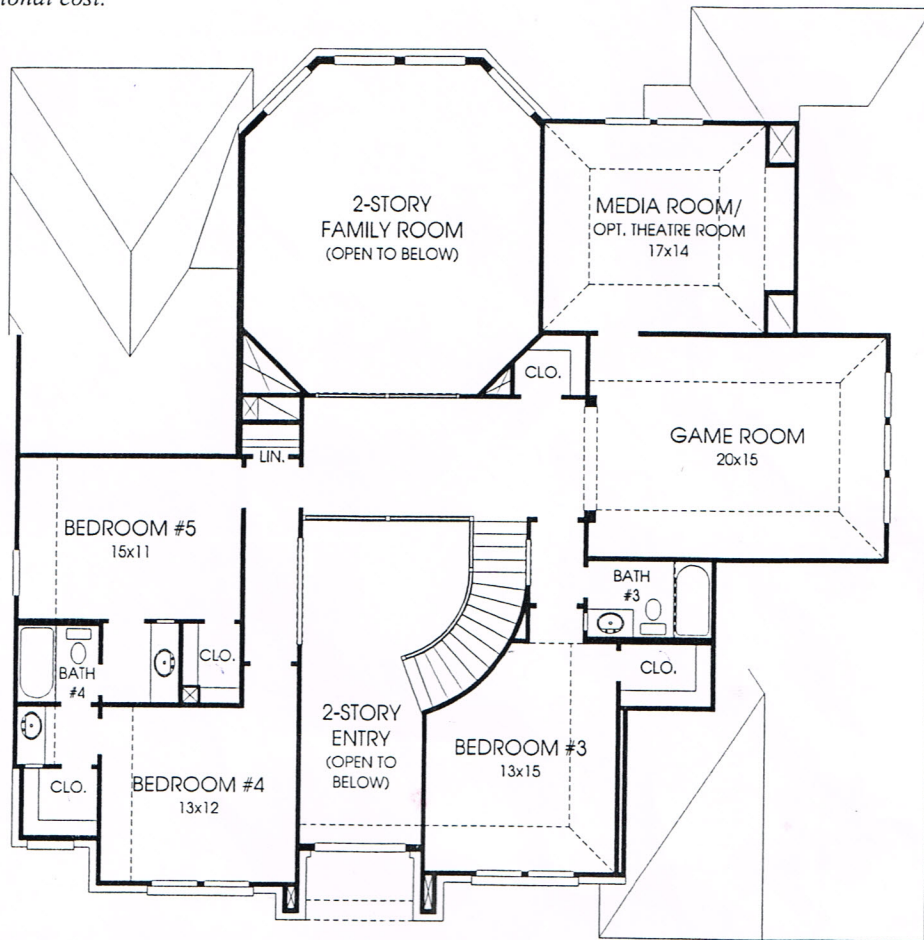 ional cost.
2-STORY
FAMILY ROOM
(OPEN TO BELOW)
MEDIA ROOM/
OPT. THEATRE ROOM
17x14
CLO.
GAME ROOM
20x15
LIN.
BEDROOM #5
15x11
BATH
#3
CLO.
BATH
#4
CLO.
2-STORY
ENTRY
(OPEN TO
BELOW)
BEDROOM #3
13x15
CLO.
BEDROOM #4
13x12